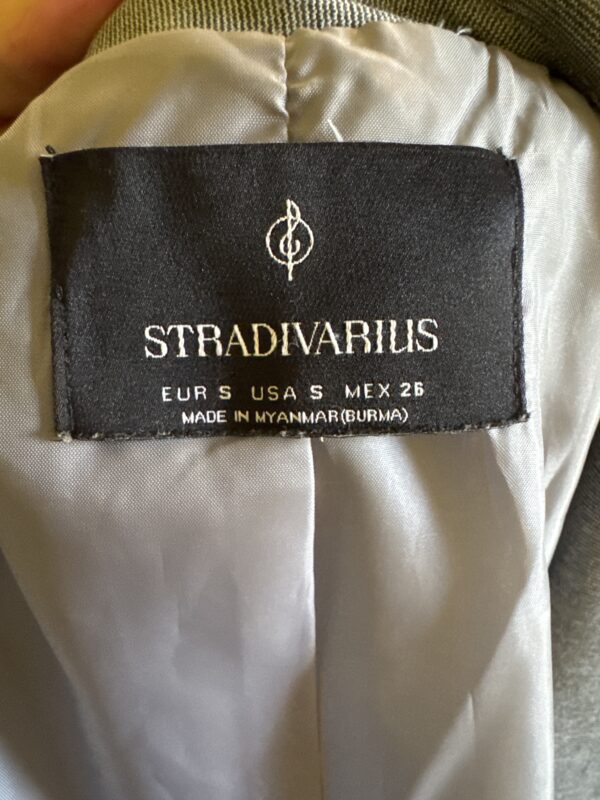 STRADIVARIUS
EUR S USA S MEX 26
MADE IN MYANMAR(BURMA)